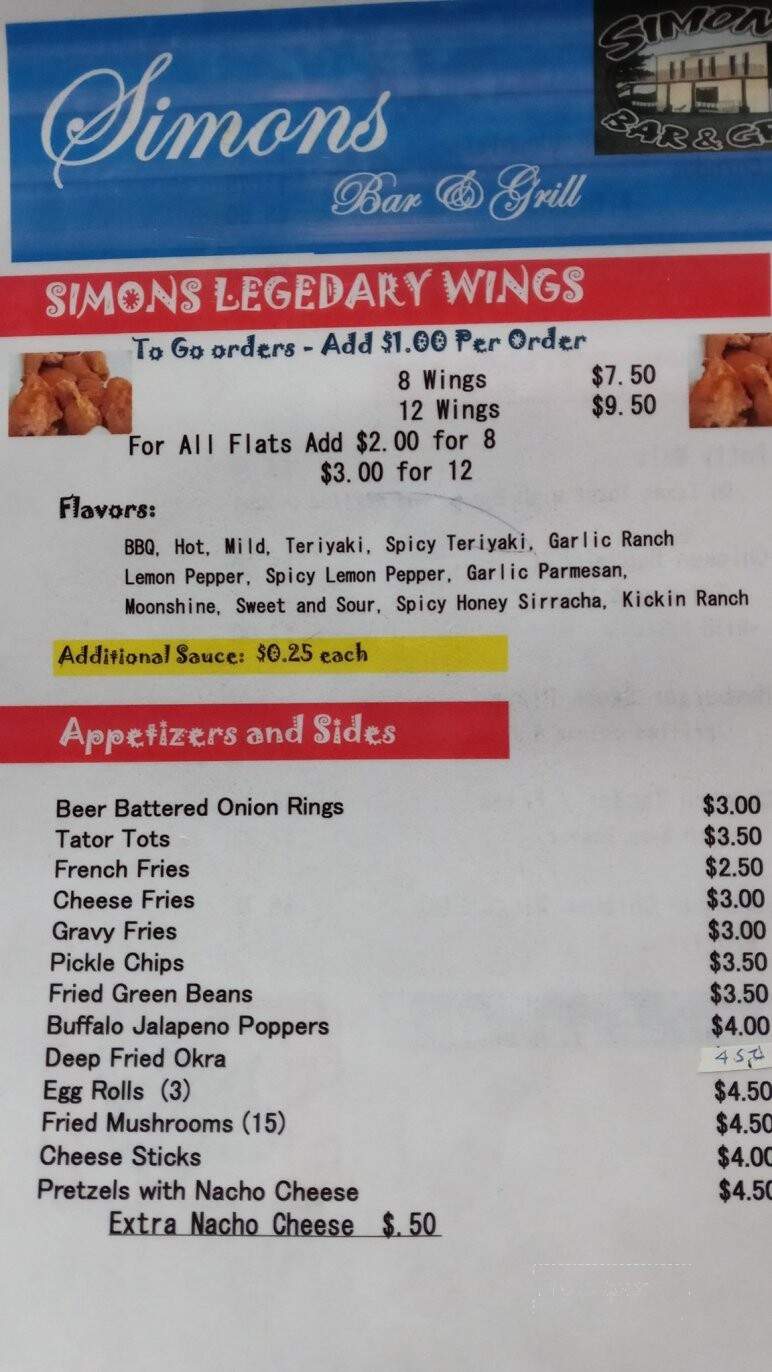 Simons
Bar & Grill
SIMON
BAR & GR
SIMONS LEGEDARY WINGS
To Go orders - Add $1.00 Per Order
8 Wings $7.50
12 Wings $9.50
For All Flats Add $2.00 for 8
$3.00 for 12
Flavors:
BBQ, Hot, Mild, Teriyaki, Spicy Teriyaki, Garlic Ranch
Lemon Pepper, Spicy Lemon Pepper, Garlic Parmesan,
Moonshine, Sweet and Sour, Spicy Honey Sirracha, Kickin Ranch
Additional Sauce: $0.25 each
Appetizers and Sides
Beer Battered Onion Rings $3.00
Tator Tots $3.50
French Fries $2.50
Cheese Fries $3.00
Gravy Fries $3.00
Pickle Chips $3.50
Fried Green Beans $3.50
Buffalo Jalapeno Poppers $4.00
Deep Fried Okra
Egg Rolls (3) $4.50
Fried Mushrooms (15) $4.50
Cheese Sticks $4.00
Pretzels with Nacho Cheese $4.50
Extra Nacho Cheese $.50